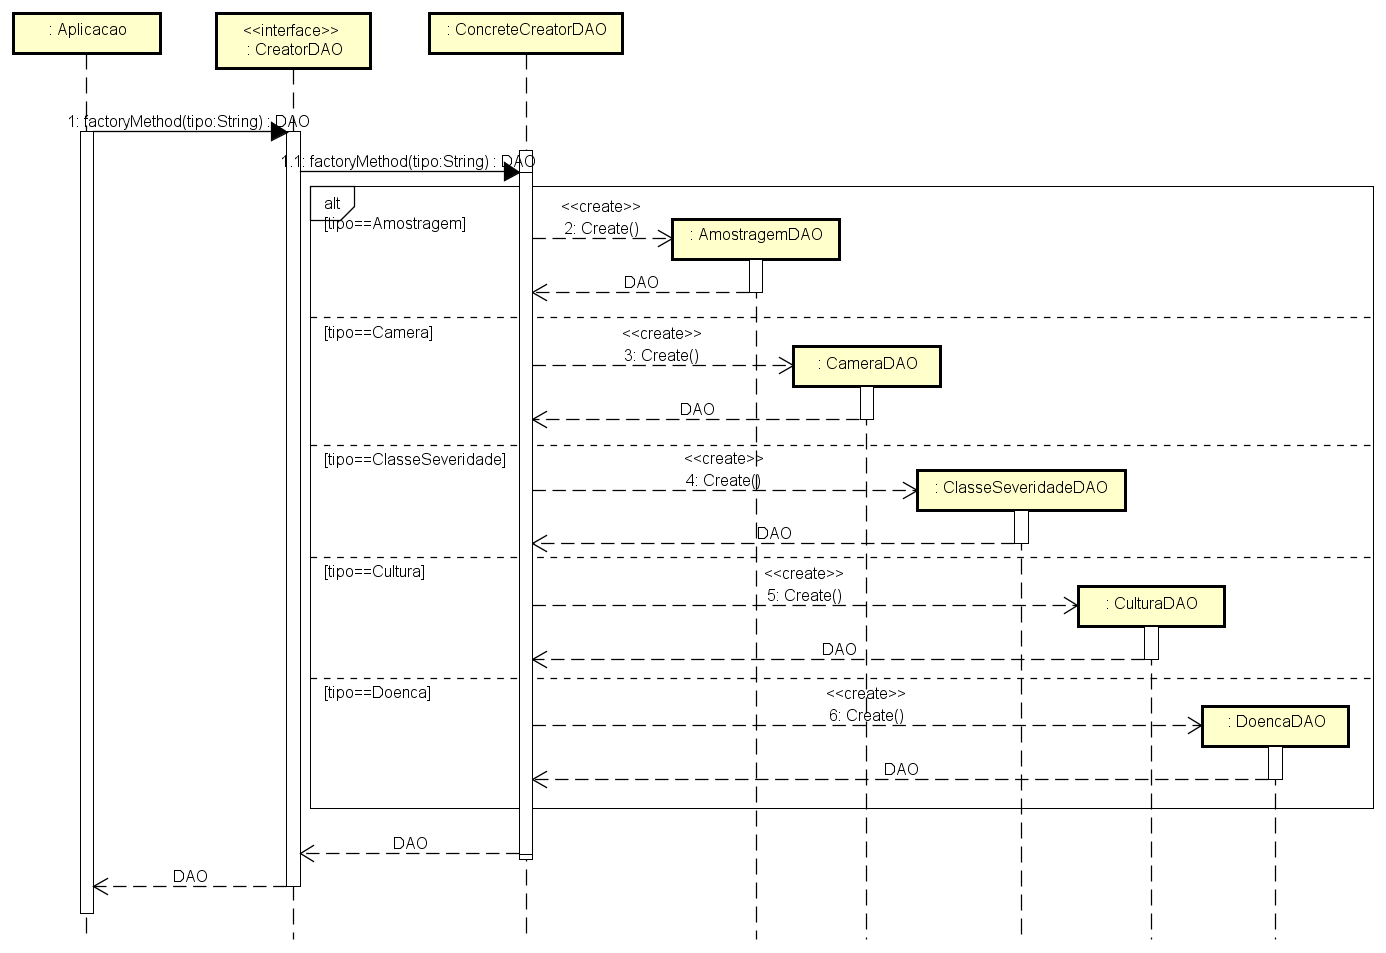 : Aplicacao
<<interface>>
: CreatorDAO
: ConcreteCreatorDAO
1: factoryMethod(tipo:String) : DAO
1.1: factoryMethod(tipo:String) : DAO
alt
[tipo==Amostragem]
<<create>>
2: Create()
: AmostragemDAO
DAO
[tipo==Camera]
<<create>>
3: Create()
: CameraDAO
DAO
[tipo==ClasseSeveridade]
<<create>>
4: Create()
: ClasseSeveridadeDAO
DAO
[tipo==Cultura]
<<create>>
5: Create()
: CulturaDAO
DAO
[tipo==Doenca]
<<create>>
6: Create()
: DoencaDAO
DAO
DAO
DAO